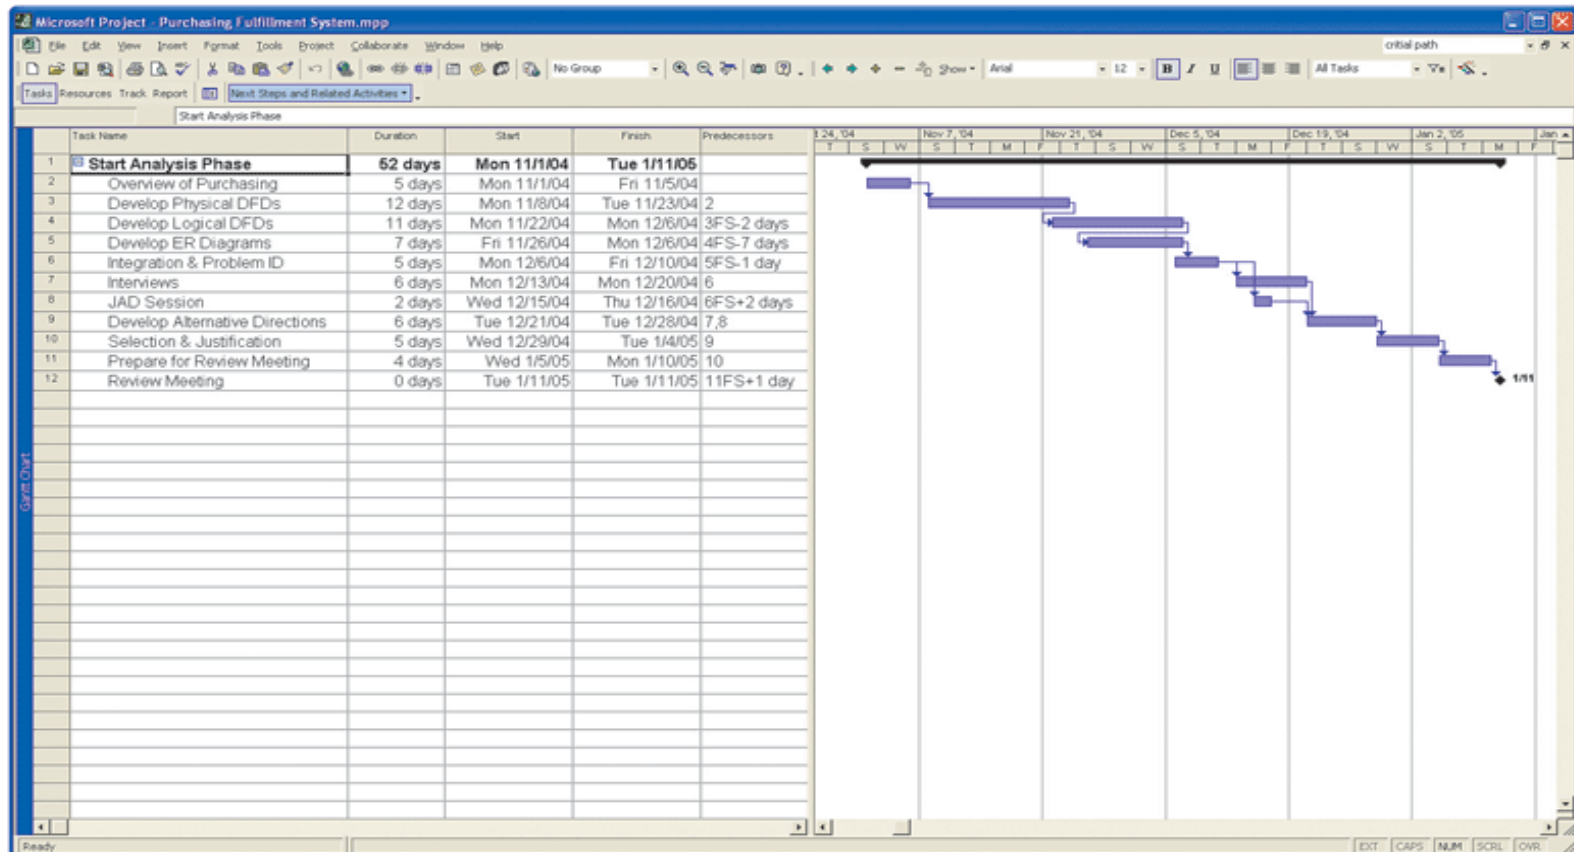 Microsoft Project - Purchasing Fulfillment System.mpp
File Edit View Insert Format Tools Project Collaborate Window Help critial path
No Group Show Arial 12 B I U All Tasks
Tasks Resources Track Report Next Steps and Related Activities
Start Analysis Phase
Task Name Duration Start Finish Predecessors t 24, '04 Nov 7, '04 Nov 21, '04 Dec 5, '04 Dec 19, '04 Jan 2, '05 Jan
T S W S T M F T S W S T M F T S W S T M F
1 Start Analysis Phase 52 days Mon 11/1/04 Tue 1/11/05
2 Overview of Purchasing 5 days Mon 11/1/04 Fri 11/5/04
3 Develop Physical DFDs 12 days Mon 11/8/04 Tue 11/23/04 2
4 Develop Logical DFDs 11 days Mon 11/22/04 Mon 12/6/04 3FS-2 days
5 Develop ER Diagrams 7 days Fri 11/26/04 Mon 12/6/04 4FS-7 days
6 Integration & Problem ID 5 days Mon 12/6/04 Fri 12/10/04 5FS-1 day
7 Interviews 6 days Mon 12/13/04 Mon 12/20/04 6
8 JAD Session 2 days Wed 12/15/04 Thu 12/16/04 6FS+2 days
9 Develop Alternative Directions 6 days Tue 12/21/04 Tue 12/28/04 7,8
10 Selection & Justification 5 days Wed 12/29/04 Tue 1/4/05 9
11 Prepare for Review Meeting 4 days Wed 1/5/05 Mon 1/10/05 10
12 Review Meeting 0 days Tue 1/11/05 Tue 1/11/05 11FS+1 day 1/11
Gantt Chart
Ready EXT CAPS NUM SCRL OVR